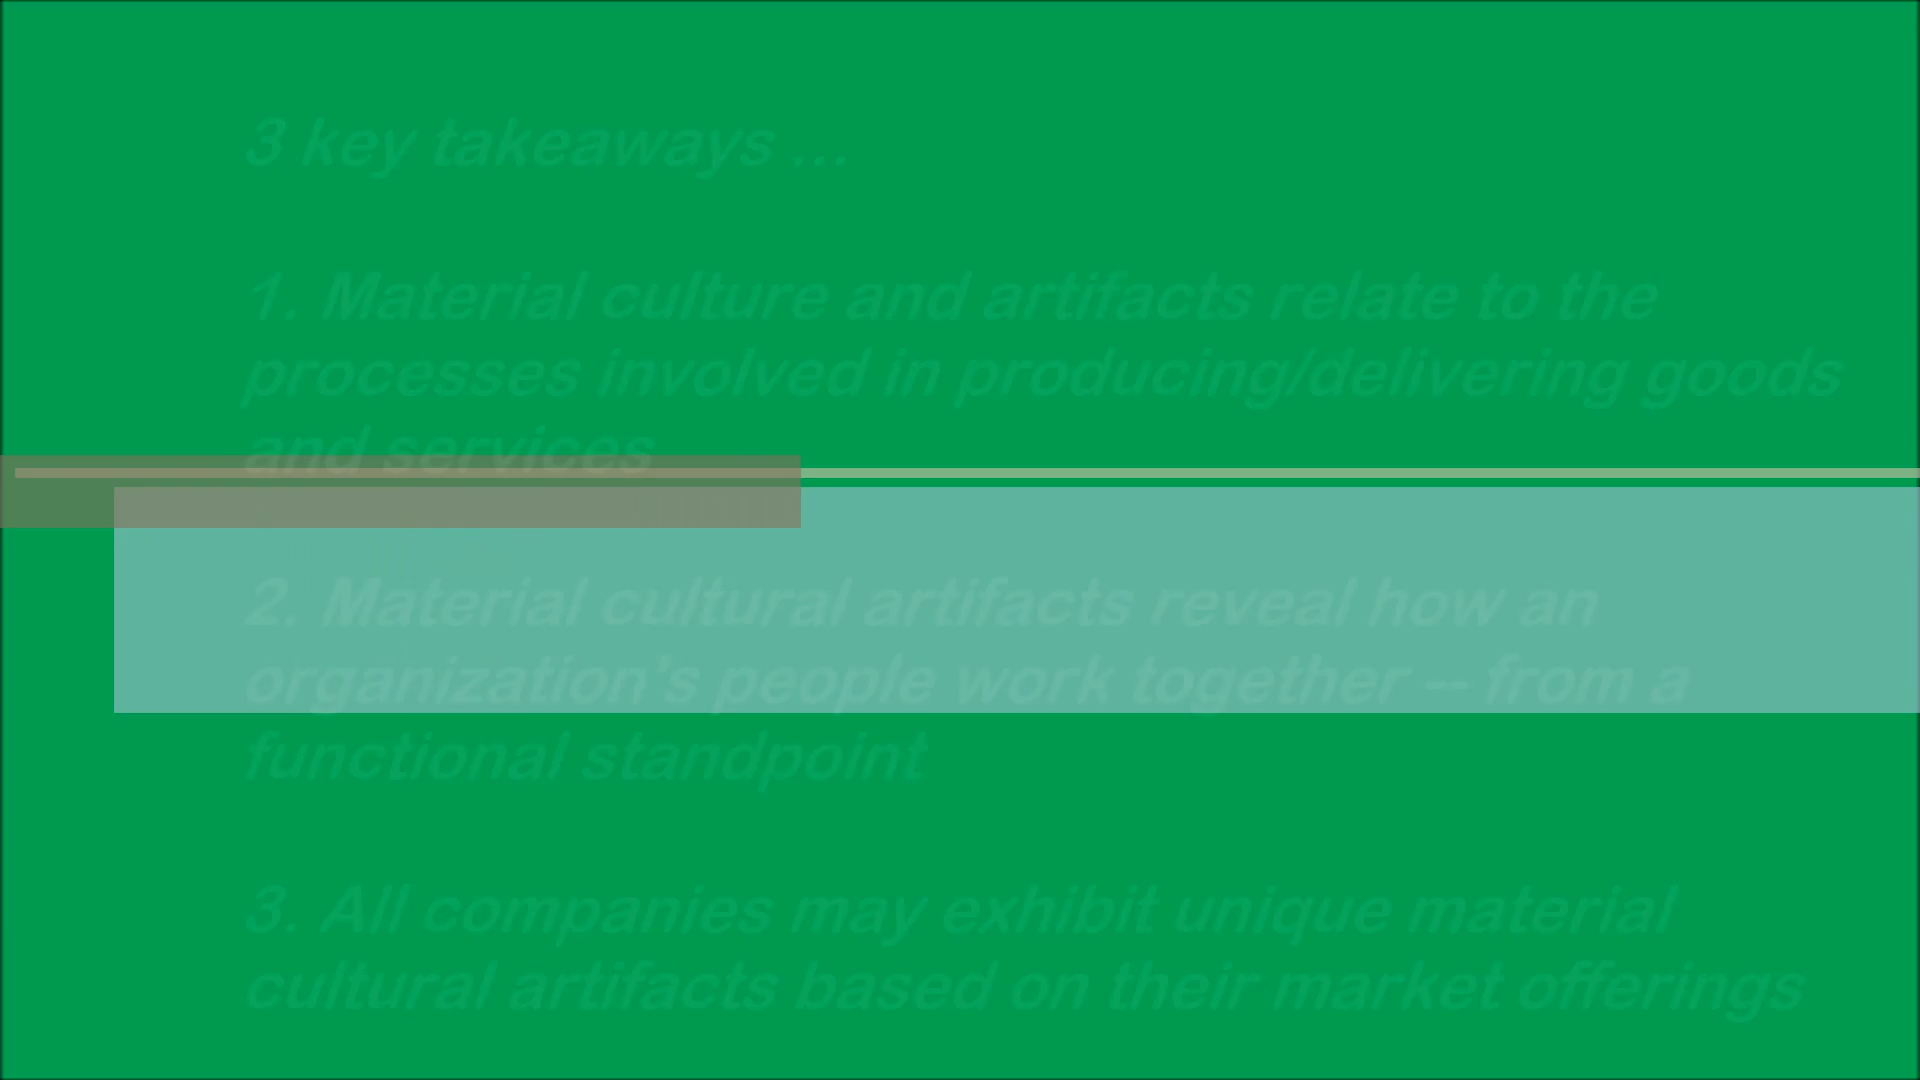 3 key takeaways ...
1. Material culture and artifacts relate to the
processes involved in producing/delivering goods
and services
2. Material cultural artifacts reveal how an
organization’s people work together -- from a
functional standpoint
3. All companies may exhibit unique material
cultural artifacts based on their market offerings